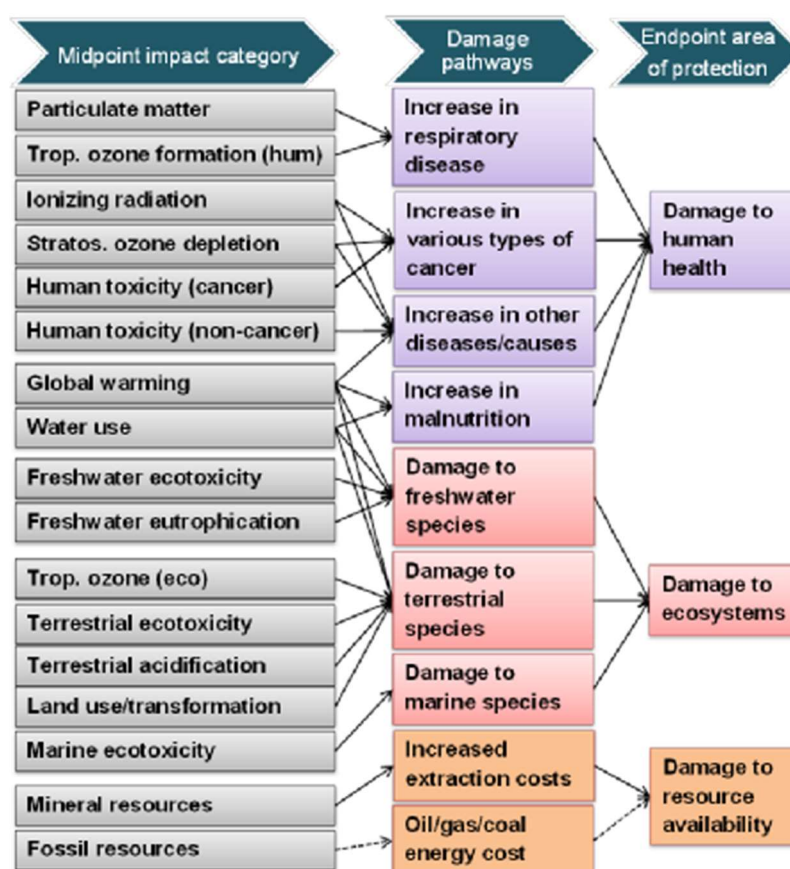 Midpoint impact category
Damage
pathways
Endpoint area
of protection
Particulate matter
Trop. ozone formation (hum)
Ionizing radiation
Stratos. ozone depletion
Human toxicity (cancer)
Human toxicity (non-cancer)
Global warming
Water use
Freshwater ecotoxicity
Freshwater eutrophication
Trop. ozone (eco)
Terrestrial ecotoxicity
Terrestrial acidification
Land use/transformation
Marine ecotoxicity
Mineral resources
Fossil resources
Increase in
respiratory
disease
Increase in
various types of
cancer
Increase in other
diseases/causes
Increase in
malnutrition
Damage to
freshwater
species
Damage to
terrestrial
species
Damage to
marine species
Increased
extraction costs
Oil/gas/coal
energy cost
Damage to
human
health
Damage to
ecosystems
Damage to
resource
availability